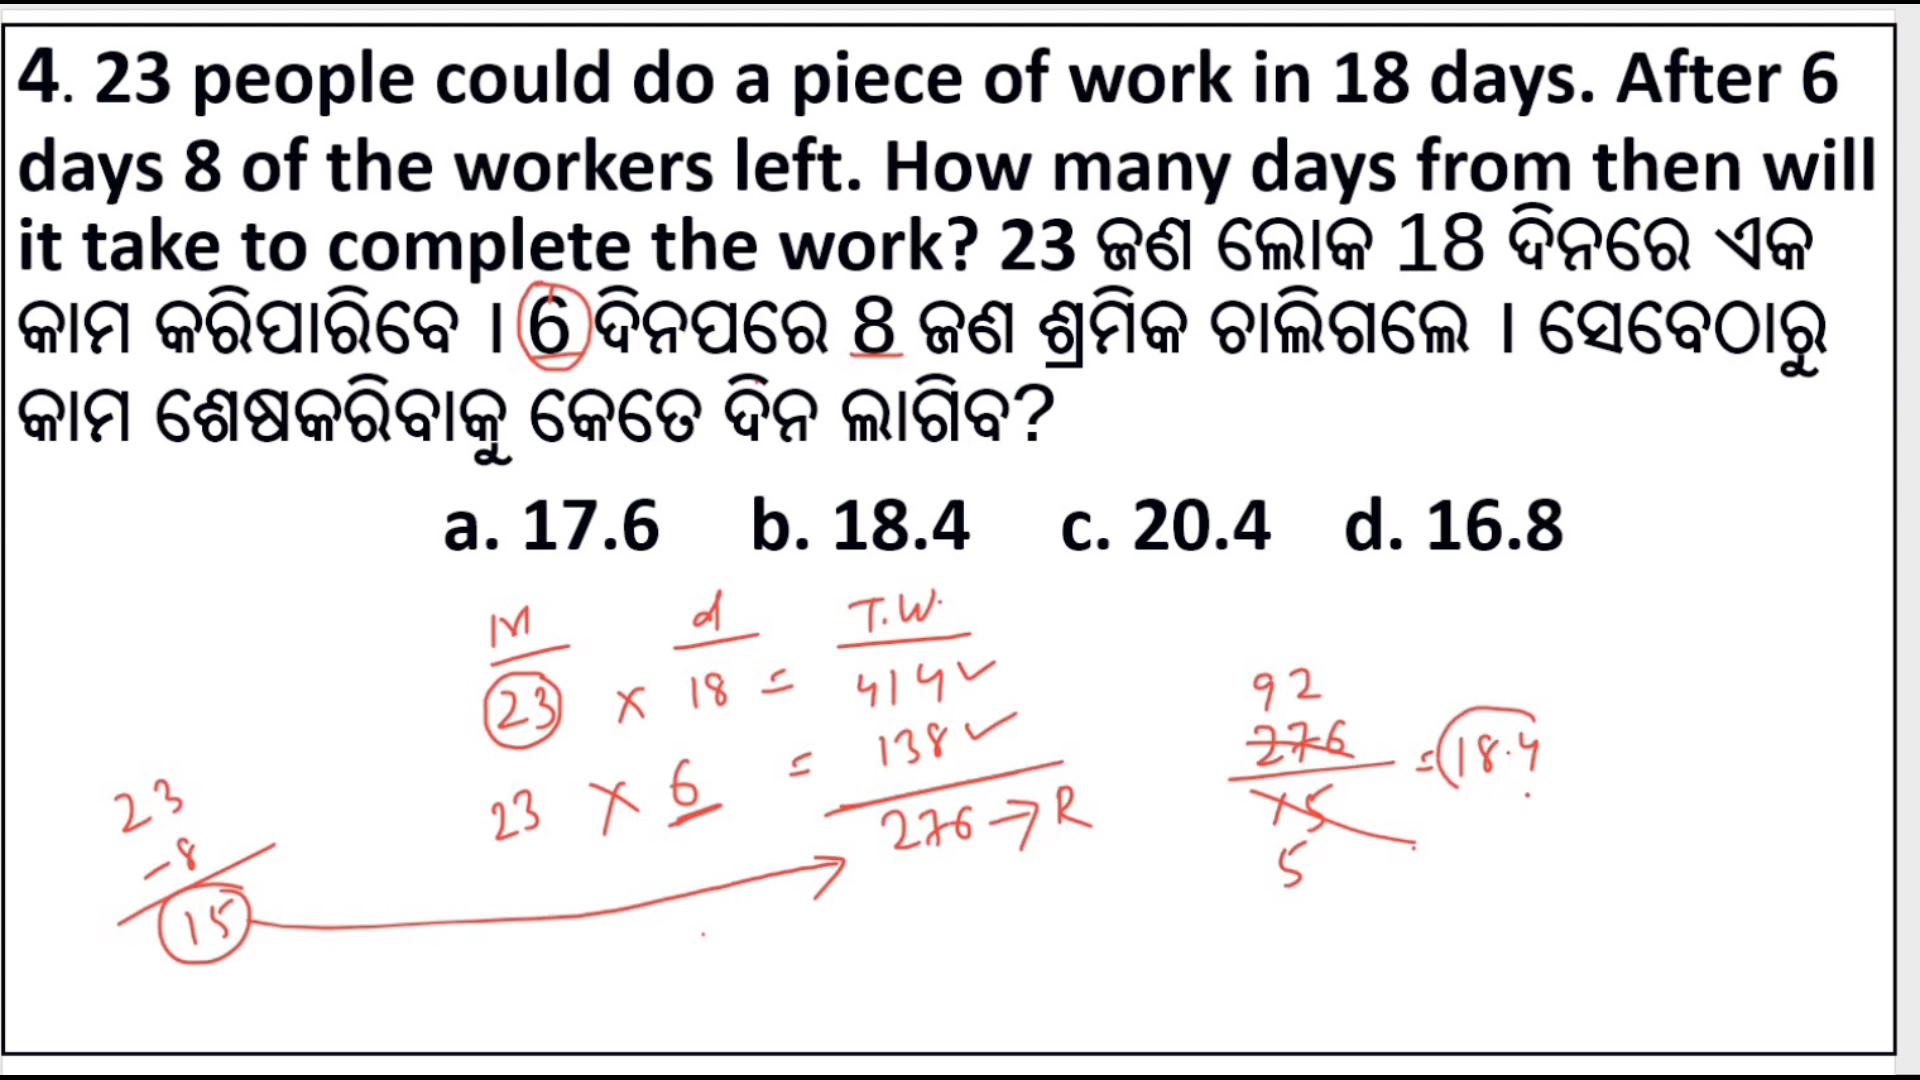 4. 23 people could do a piece of work in 18 days. After 6
days 8 of the workers left. How many days from then will
it take to complete the work? 23 ଜଣ ଲୋକ 18 ଦିନରେ ଏକ
କାମ କରିପାରିବେ । 6 ଦିନପରେ 8 ଜଣ ଶ୍ରମିକ ଚାଲିଗଲେ । ସେବେଠାରୁ
କାମ ଶେଷକରିବାକୁ କେତେ ଦିନ ଲାଗିବ?
a. 17.6 b. 18.4 c. 20.4 d. 16.8
M d T.W.
23 x 18 = 414 ✓
23 x 6 = 138 ✓
276 → R
23
-8
15
92
276
15
5
= 18.4